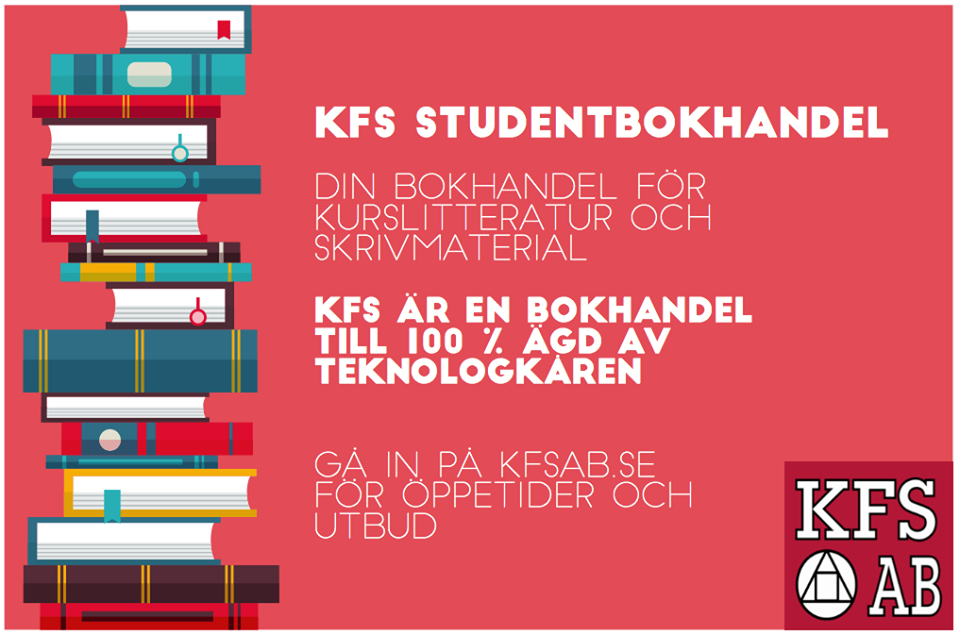 KFS STUDENTBOKHANDEL
DIN BOKHANDEL FÖR
KURSLITTERATUR OCH
SKRIVMATERIAL
KFS ÄR EN BOKHANDEL
TILL 100 % ÄGD AV
TEKNOLOGKÅREN
GÅ IN PÅ KFSAB.SE
FÖR ÖPPETIDER OCH
UTBUD
KFS
AB